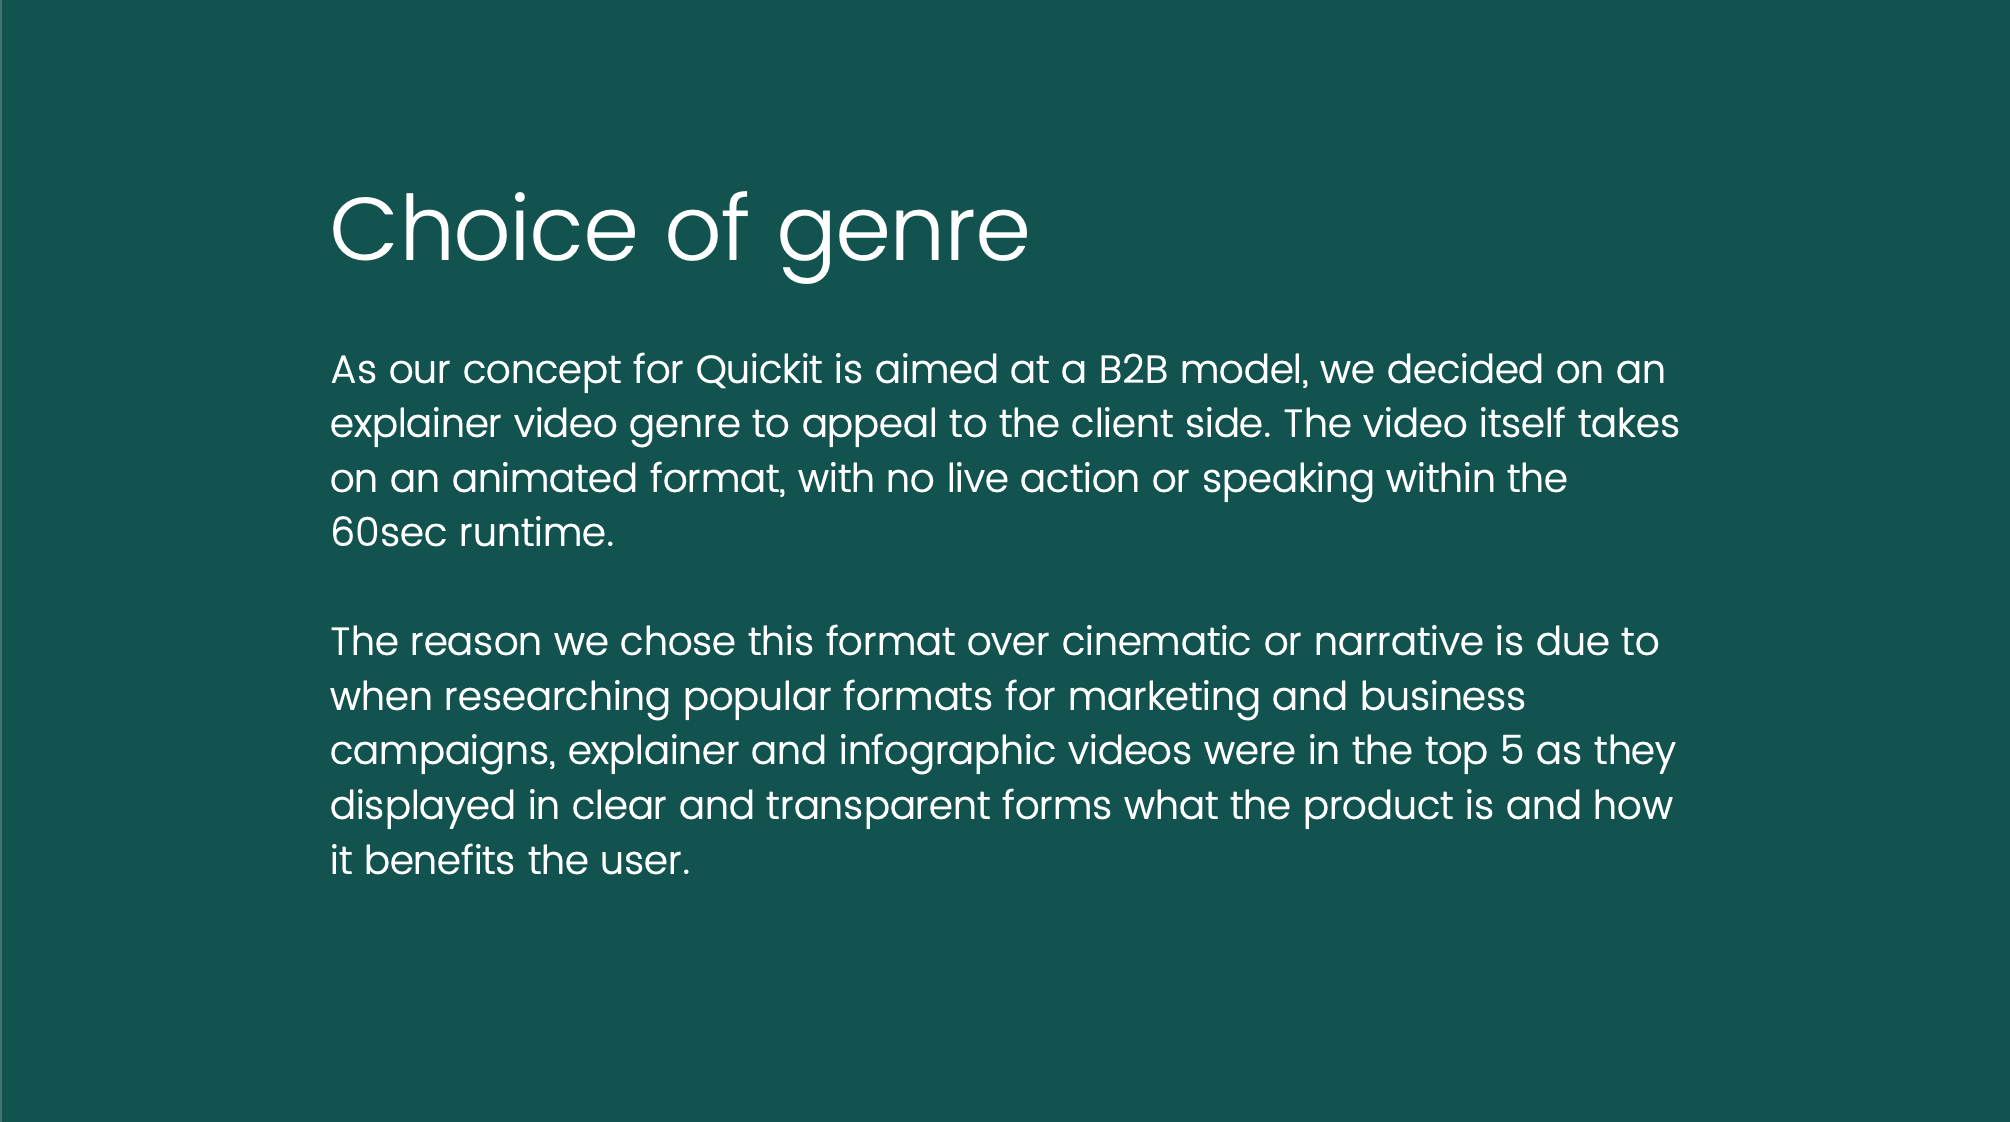 Choice of genre
As our concept for Quickit is aimed at a B2B model, we decided on an
explainer video genre to appeal to the client side. The video itself takes
on an animated format, with no live action or speaking within the
60sec runtime.
The reason we chose this format over cinematic or narrative is due to
when researching popular formats for marketing and business
campaigns, explainer and infographic videos were in the top 5 as they
displayed in clear and transparent forms what the product is and how
it benefits the user.